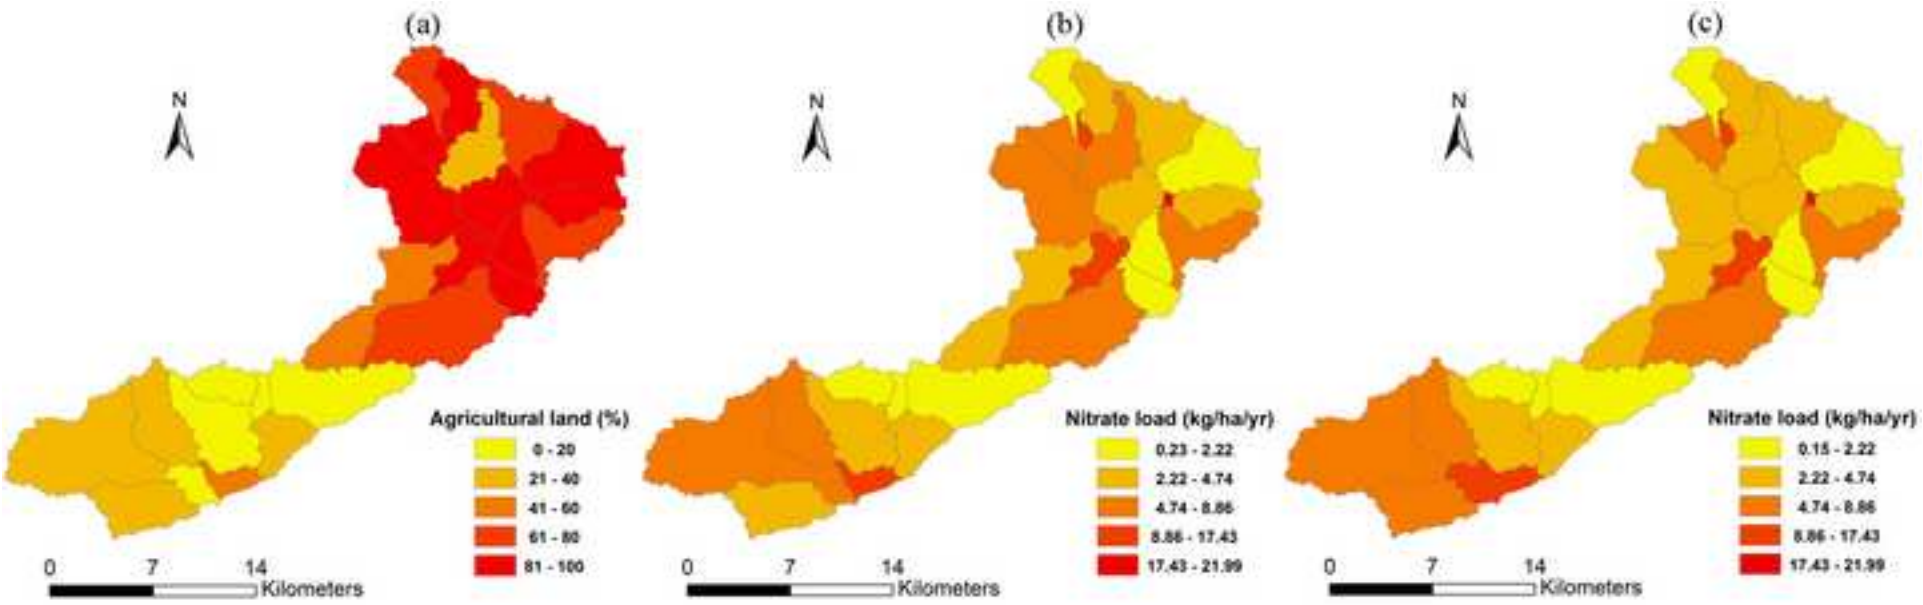 (a)
(b)
(c)
N
N
N
Agricultural land (%)
0 - 20
21 - 40
41 - 60
61 - 80
81 - 100
Nitrate load (kg/ha/yr)
0.23 - 2.22
2.22 - 4.74
4.74 - 8.86
8.86 - 17.43
17.43 - 21.99
Nitrate load (kg/ha/yr)
0.15 - 2.22
2.22 - 4.74
4.74 - 8.86
8.86 - 17.43
17.43 - 21.99
0 7 14
Kilometers
0 7 14
Kilometers
0 7 14
Kilometers